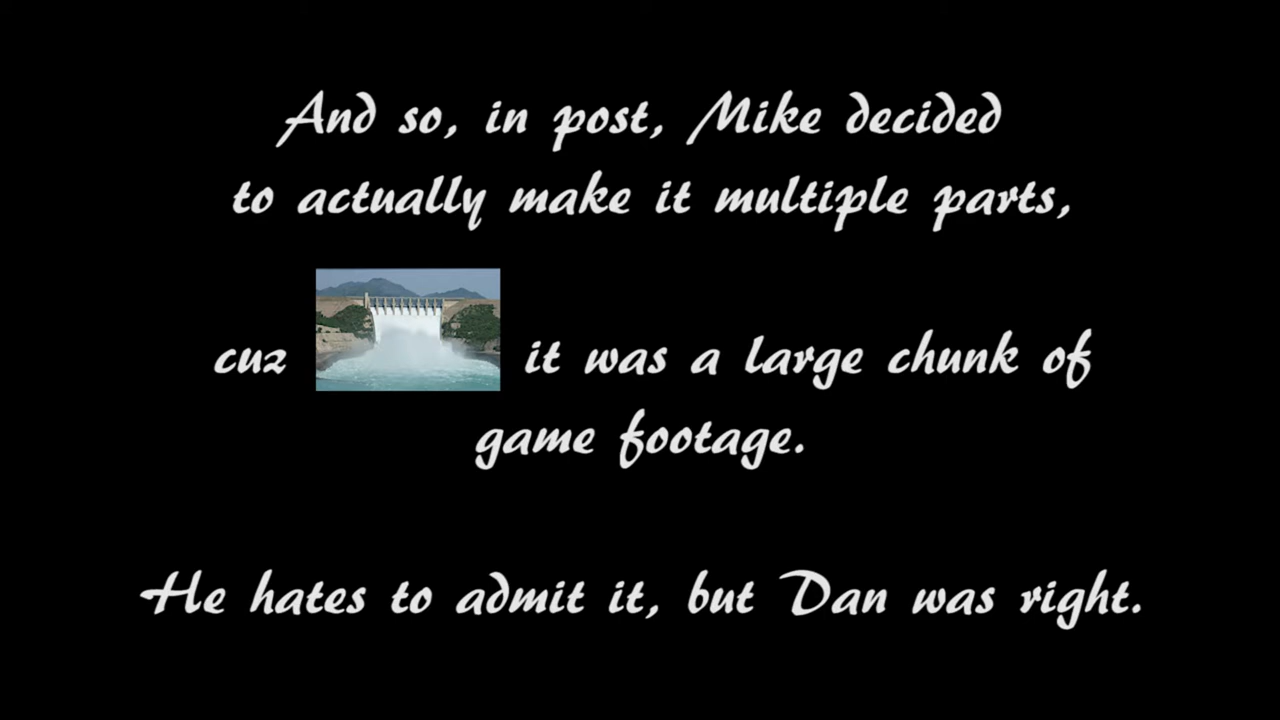 And so, in post, Mike decided
to actually make it multiple parts,
cuz it was a large chunk of
game footage.
He hates to admit it, but Dan was right.